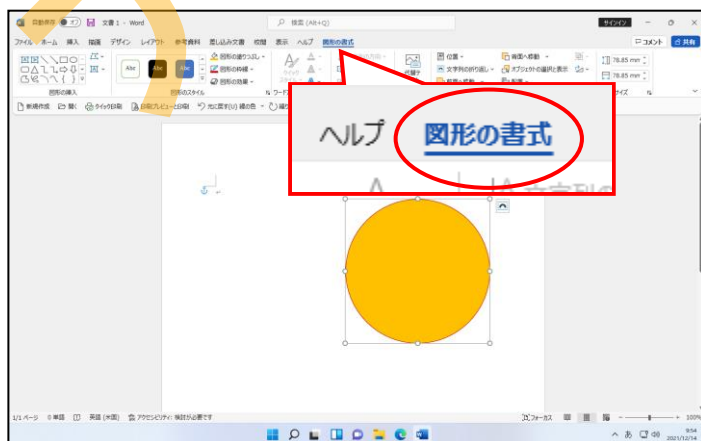 自動保存 オフ 文書 1 - Word 検索 (Alt+Q) サインイン
ファイル ホーム 挿入 描画 デザイン レイアウト 参考資料 差し込み文書 校閲 表示 ヘルプ 図形の書式 コメント 共有
Abc Abc Abc 図形の塗りつぶし 位置 前面へ移動 78.85 mm
図形の枠線 文字列の折り返し オブジェクトの選択と表示 78.85 mm
図形の効果
図形の挿入 図形のスタイル
新規作成 開く クイック印刷 印刷プレビューと印刷 元に戻す(U) 線の色
ヘルプ 図形の書式
1/1 ページ 0 単語 英語 (米国) アクセシビリティ: 検討が必要です フォーカス 100%
あ 9:54
2021/12/14